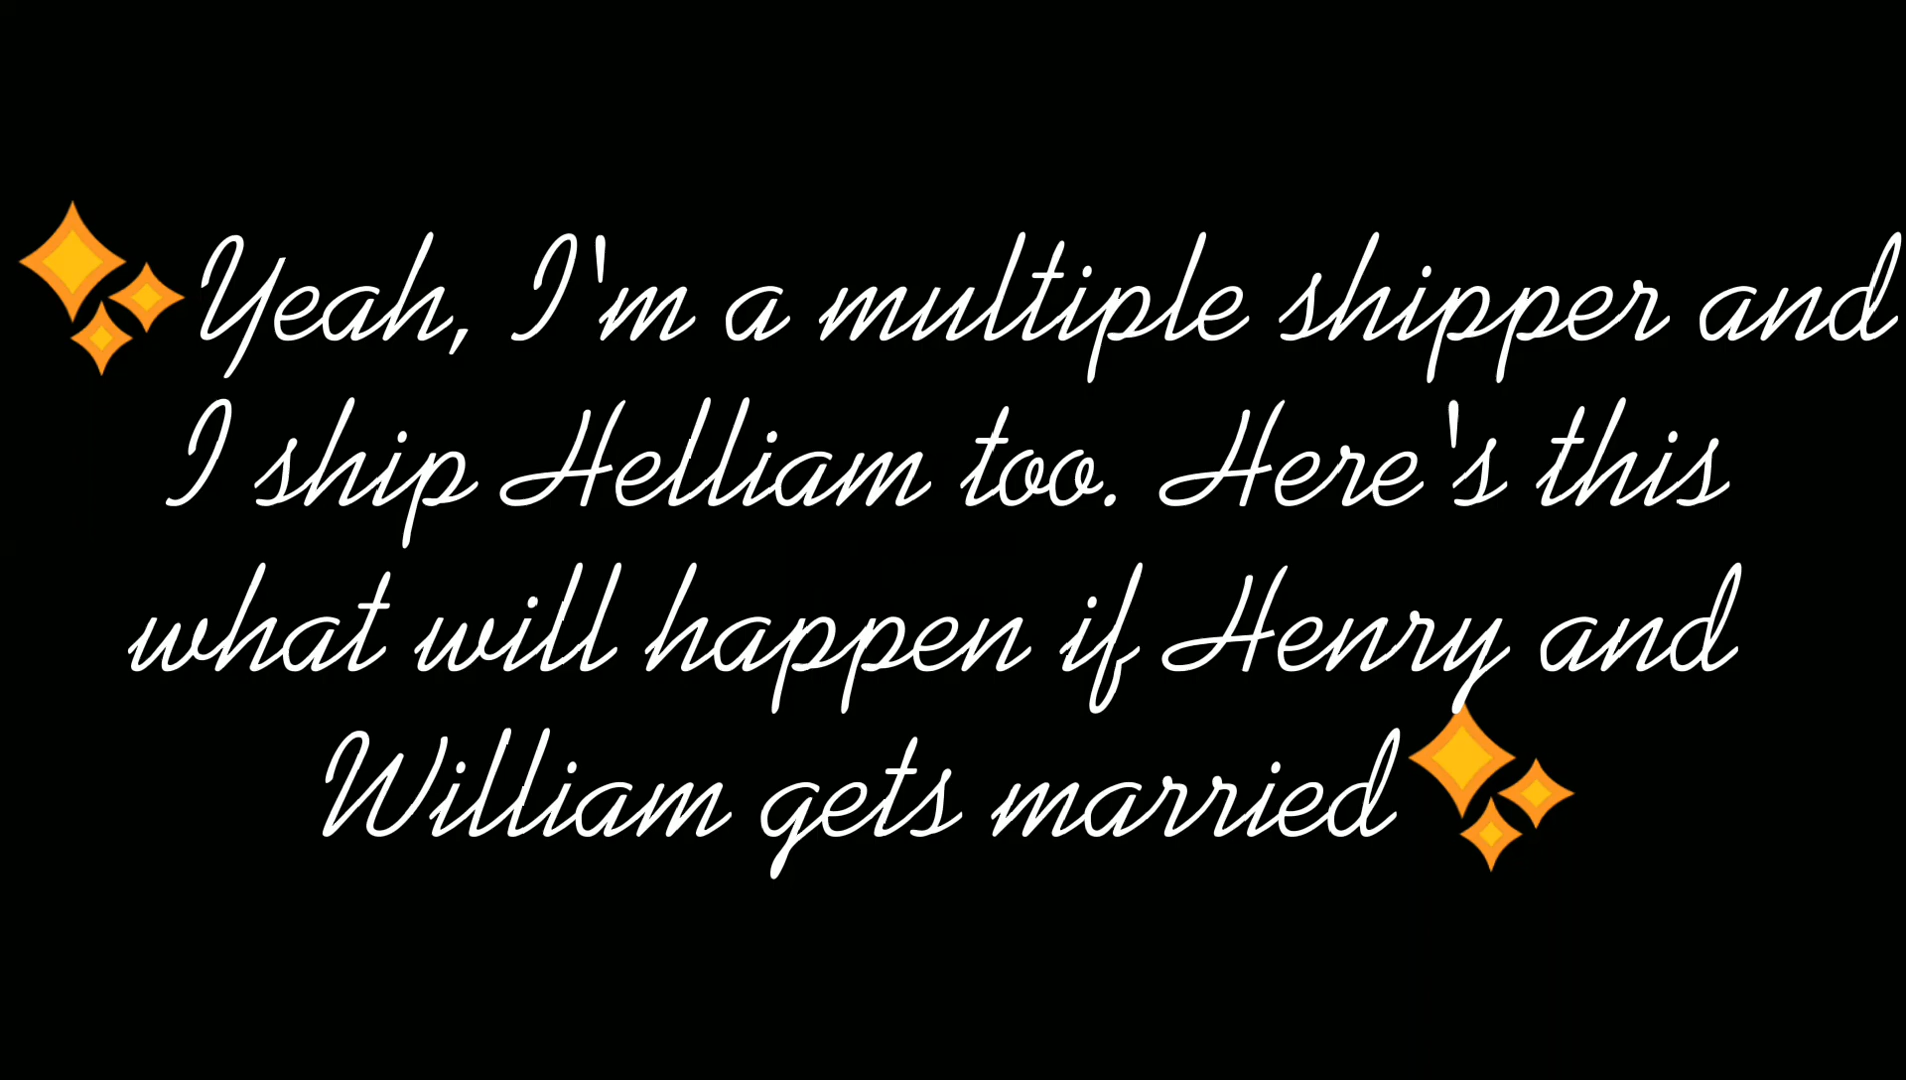 ✨Yeah, I'm a multiple shipper and
I ship Helliam too. Here's this
what will happen if Henry and
William gets married✨